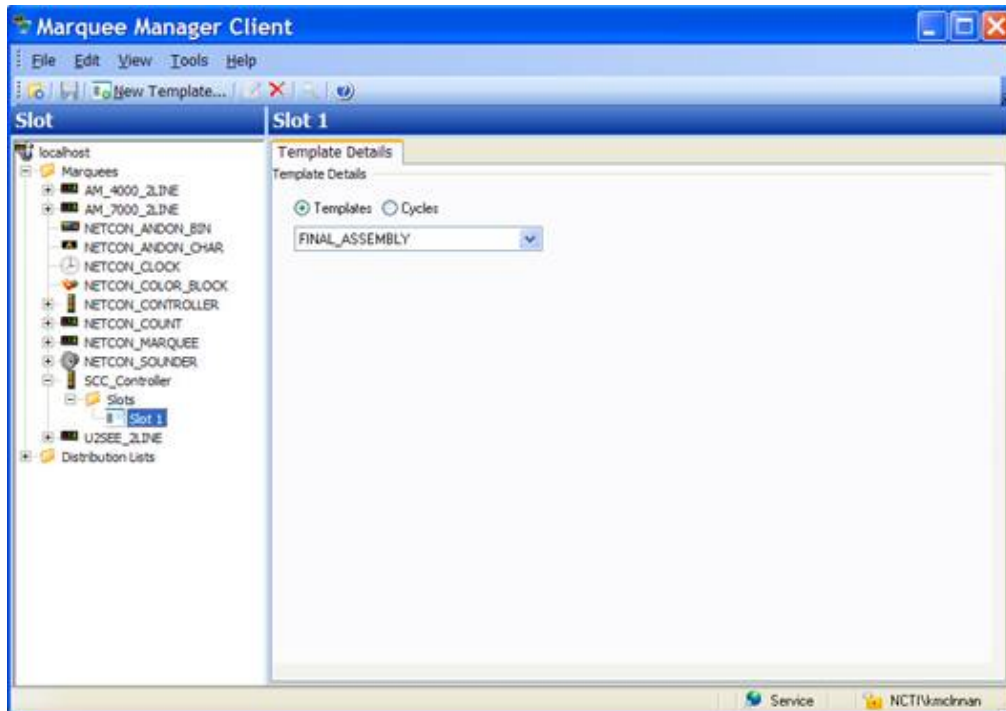 Marquee Manager Client
File Edit View Tools Help
New Template...
Slot
Slot 1
localhost
Marquees
AM_4000_2LINE
AM_7000_2LINE
NETCON_ANDON_BIN
NETCON_ANDON_CHAR
NETCON_CLOCK
NETCON_COLOR_BLOCK
NETCON_CONTROLLER
NETCON_COUNT
NETCON_MARQUEE
NETCON_SOUNDER
SCC_Controller
Slots
Slot 1
U2SEE_2LINE
Distribution Lists
Template Details
Template Details
Templates Cycles
FINAL_ASSEMBLY
Service NCTI\kmclnnan